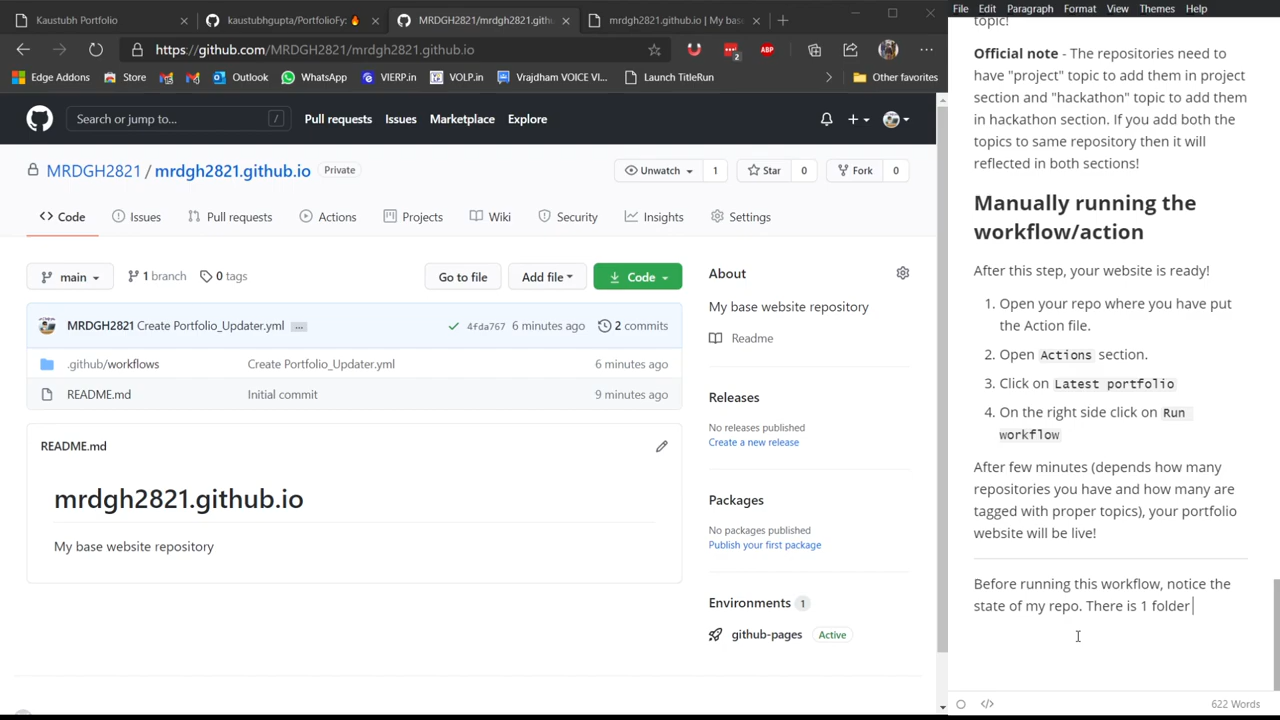 Kaustubh Portfolio
kaustubhgupta/PortfolioFy: 🔥
MRDGH2821/mrdgh2821.github.
mrdgh2821.github.io | My base
https://github.com/MRDGH2821/mrdgh2821.github.io
2
ABP
Edge Addons
Store
Outlook
WhatsApp
VIERP.in
VOLP.in
Vrajdham VOICE VI...
Launch TitleRun
Other favorites
Search or jump to...
/
Pull requests
Issues
Marketplace
Explore
MRDGH2821 / mrdgh2821.github.io
Private
Unwatch
1
Star
0
Fork
0
Code
Issues
Pull requests
Actions
Projects
Wiki
Security
Insights
Settings
main
1 branch
0 tags
Go to file
Add file
Code
MRDGH2821 Create Portfolio_Updater.yml ...
4fda767 6 minutes ago
2 commits
.github/workflows
Create Portfolio_Updater.yml
6 minutes ago
README.md
Initial commit
9 minutes ago
README.md
mrdgh2821.github.io
My base website repository
About
My base website repository
Readme
Releases
No releases published
Create a new release
Packages
No packages published
Publish your first package
Environments 1
github-pages Active
File
Edit
Paragraph
Format
View
Themes
Help
topic!
Official note - The repositories need to
have "project" topic to add them in project
section and "hackathon" topic to add them
in hackathon section. If you add both the
topics to same repository then it will
reflected in both sections!
Manually running the
workflow/action
After this step, your website is ready!
1. Open your repo where you have put
the Action file.
2. Open Actions section.
3. Click on Latest portfolio
4. On the right side click on Run
workflow
After few minutes (depends how many
repositories you have and how many are
tagged with proper topics), your portfolio
website will be live!
Before running this workflow, notice the
state of my repo. There is 1 folder
622 Words